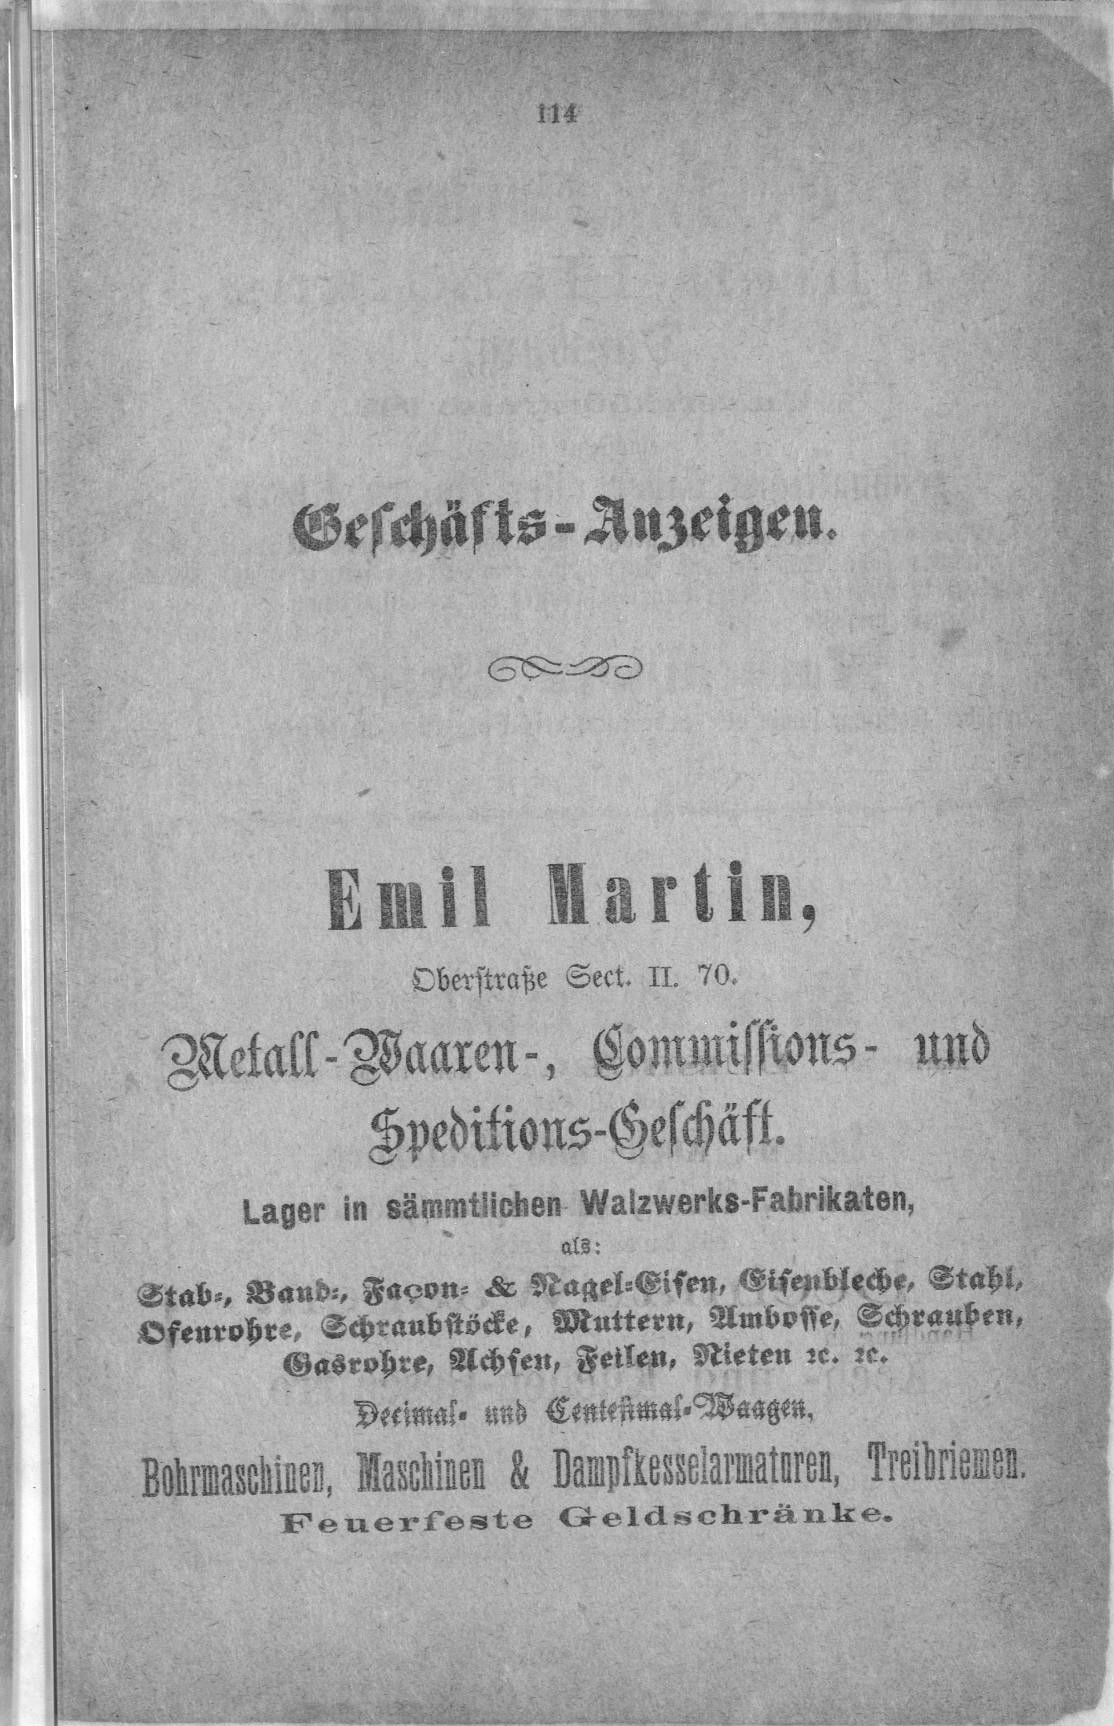 114
Geschäfts-Anzeigen.
Emil Martin,
Oberstraße Sect. II. 70.
Metall-Waaren-, Commissions- und
Speditions-Geschäft.
Lager in sämmtlichen Walzwerks-Fabrikaten,
als:
Stab-, Band-, Façon- & Nagel-Eisen, Eisenbleche, Stahl,
Ofenrohre, Schraubstöcke, Muttern, Ambosse, Schrauben,
Gasrohre, Achsen, Feilen, Nieten ꝛc. ꝛc.
Decimal- und Centesimal-Waagen,
Bohrmaschinen, Maschinen & Dampfkesselarmaturen, Treibriemen.
Feuerfeste Geldschränke.